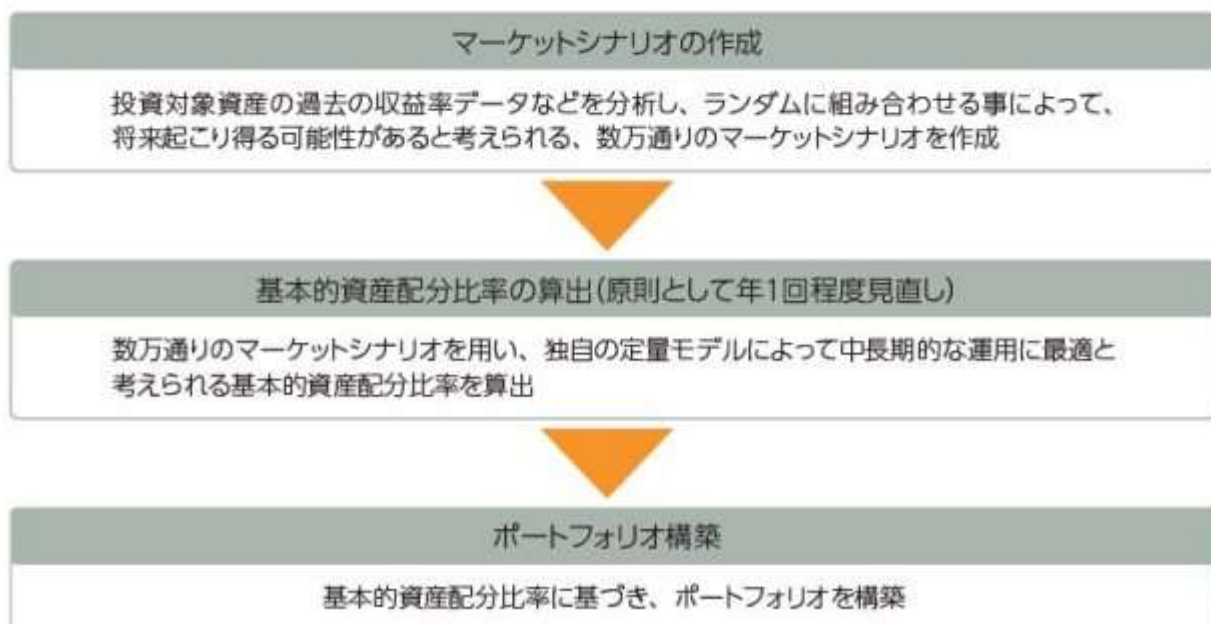 マーケットシナリオの作成
投資対象資産の過去の収益率データなどを分析し、ランダムに組み合わせる事によって、
将来起こり得る可能性があると考えられる、数万通りのマーケットシナリオを作成
基本的資産配分比率の算出(原則として年1回程度見直し)
数万通りのマーケットシナリオを用い、独自の定量モデルによって中長期的な運用に最適と
考えられる基本的資産配分比率を算出
ポートフォリオ構築
基本的資産配分比率に基づき、ポートフォリオを構築